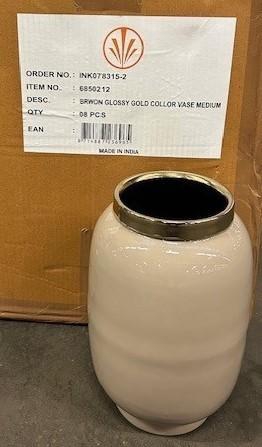 ORDER NO. : INK078315-2
ITEM NO. : 6850212
DESC. : BRWON GLOSSY GOLD COLLOR VASE MEDIUM
QTY : 08 PCS
EAN :
MADE IN INDIA